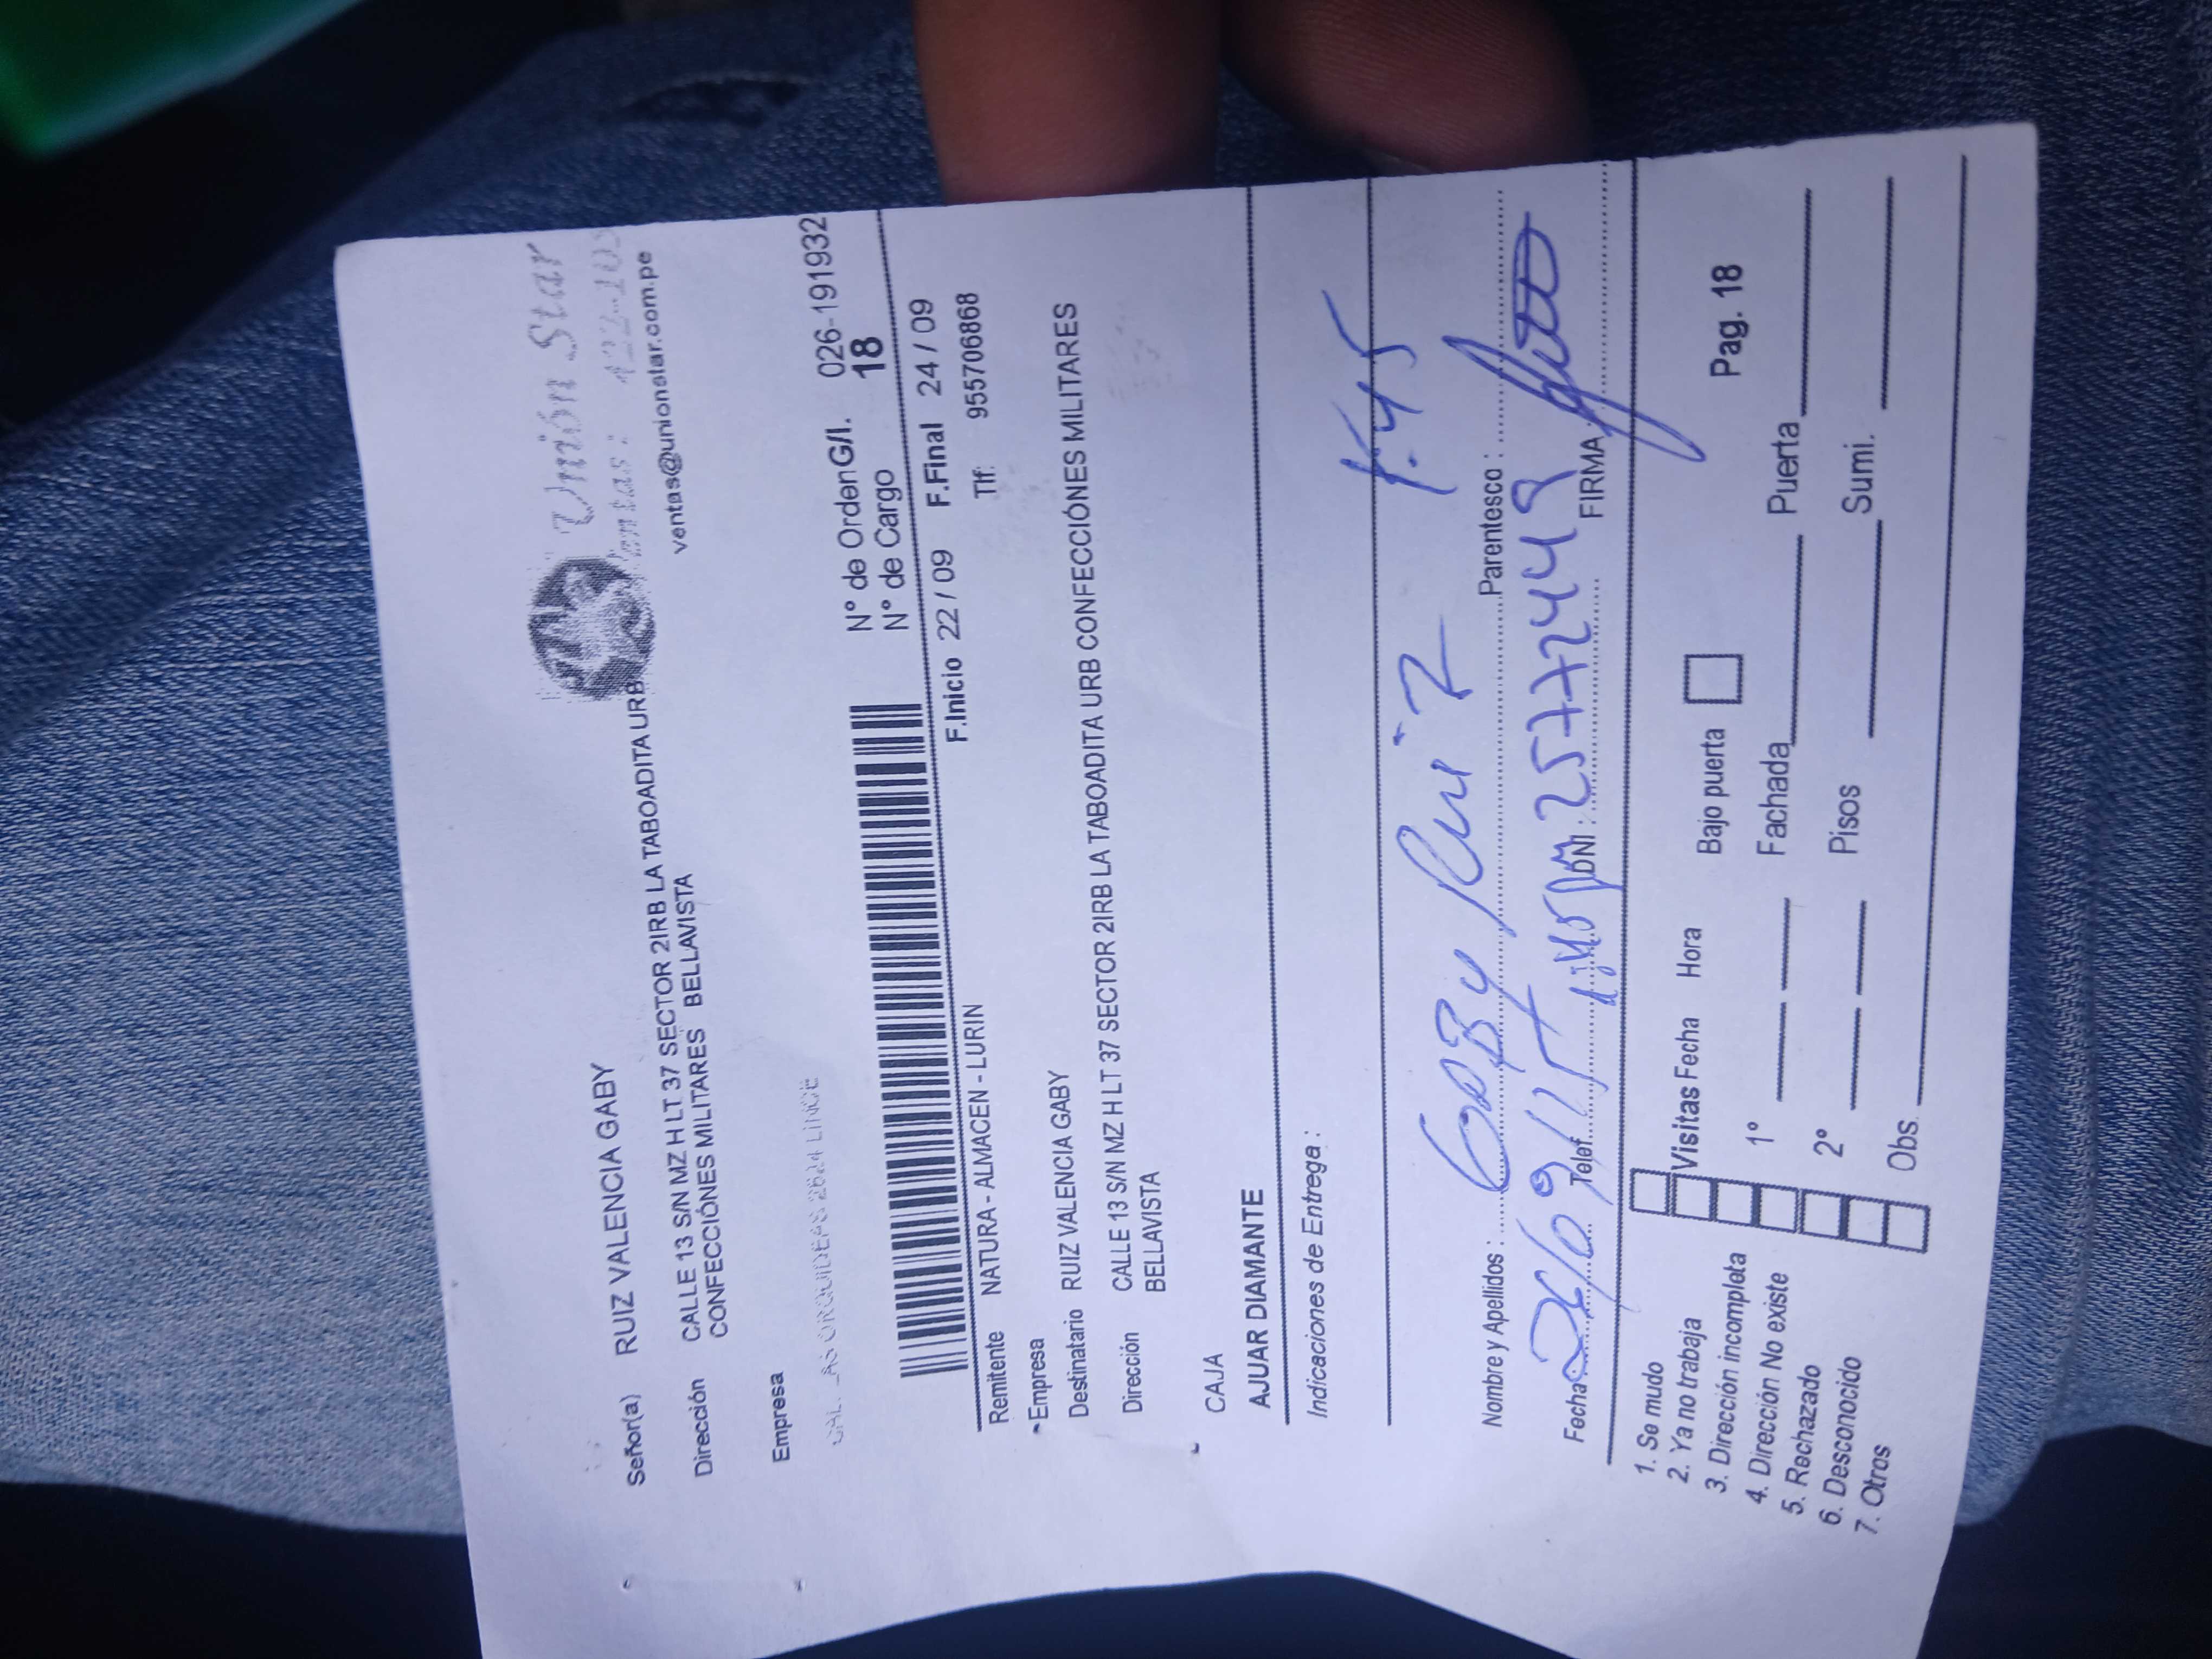 Unión Star
ventas@unionstar.com.pe
Señor(a) RUIZ VALENCIA GABY
Dirección CALLE 13 S/N MZ H LT 37 SECTOR 2IRB LA TABOADITA URB
CONFECCIÓNES MILITARES BELLAVISTA
Empresa
N° de OrdenG/I. 026-191932
N° de Cargo 18
F.Inicio 22 / 09 F.Final 24 / 09
Remitente NATURA - ALMACEN - LURIN Tlf: 955706868
Empresa
Destinatario RUIZ VALENCIA GABY
Dirección CALLE 13 S/N MZ H LT 37 SECTOR 2IRB LA TABOADITA URB CONFECCIÓNES MILITARES
BELLAVISTA
CAJA
AJUAR DIAMANTE
Indicaciones de Entrega :
K.45
Nombre y Apellidos : GABY Ruiz Parentesco :
Fecha Telef. DNI : 25772449 FIRMA
1. Se mudo
2. Ya no trabaja
3. Dirección incompleta
4. Dirección No existe
5. Rechazado
6. Desconocido
7. Otros
Visitas Fecha Hora Bajo puerta Pag. 18
1° Fachada Puerta
2° Pisos Sumi.
Obs.